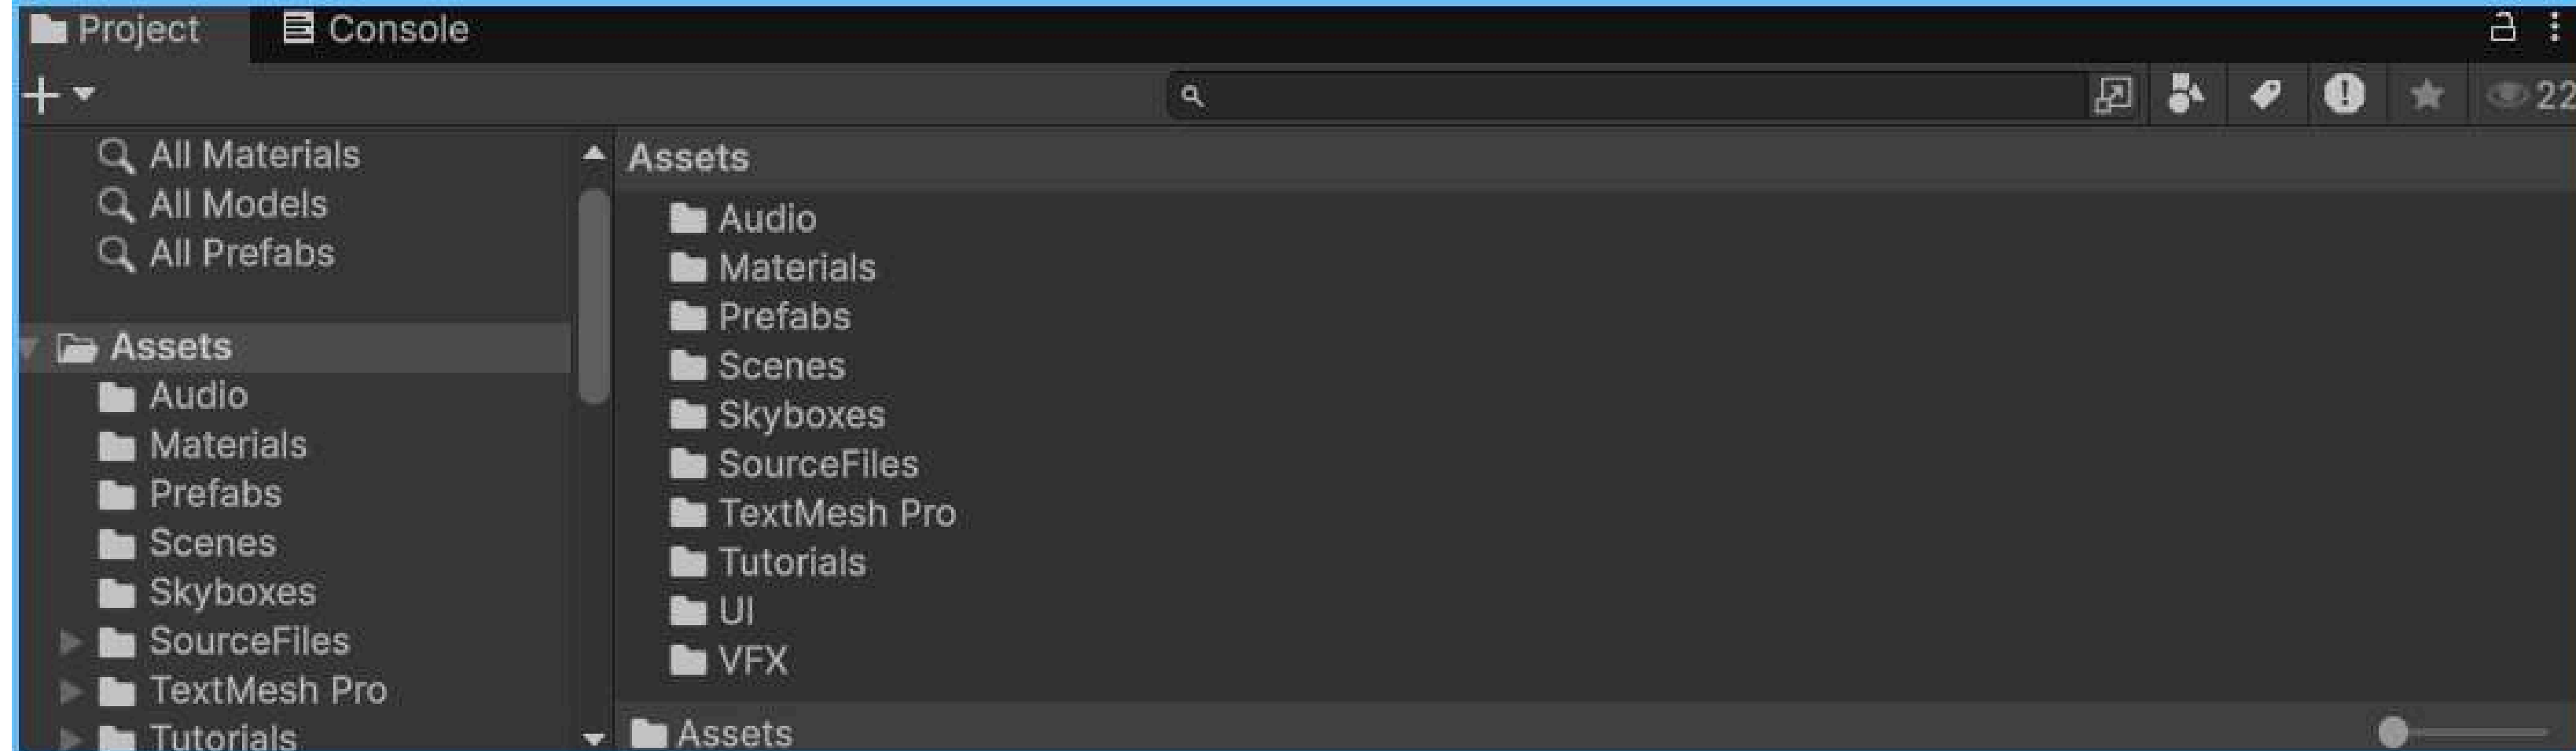 Project
Console
22
All Materials
All Models
All Prefabs
Assets
Audio
Materials
Prefabs
Scenes
Skyboxes
SourceFiles
TextMesh Pro
Tutorials
Assets
Audio
Materials
Prefabs
Scenes
Skyboxes
SourceFiles
TextMesh Pro
Tutorials
UI
VFX
Assets